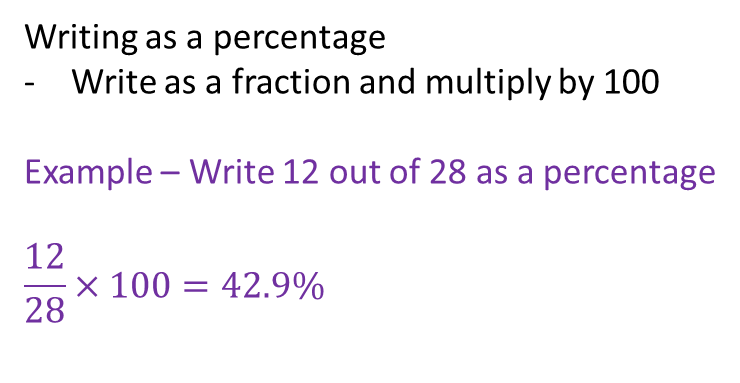 Writing as a percentage
- Write as a fraction and multiply by 100
Example – Write 12 out of 28 as a percentage
12/28 × 100 = 42.9%